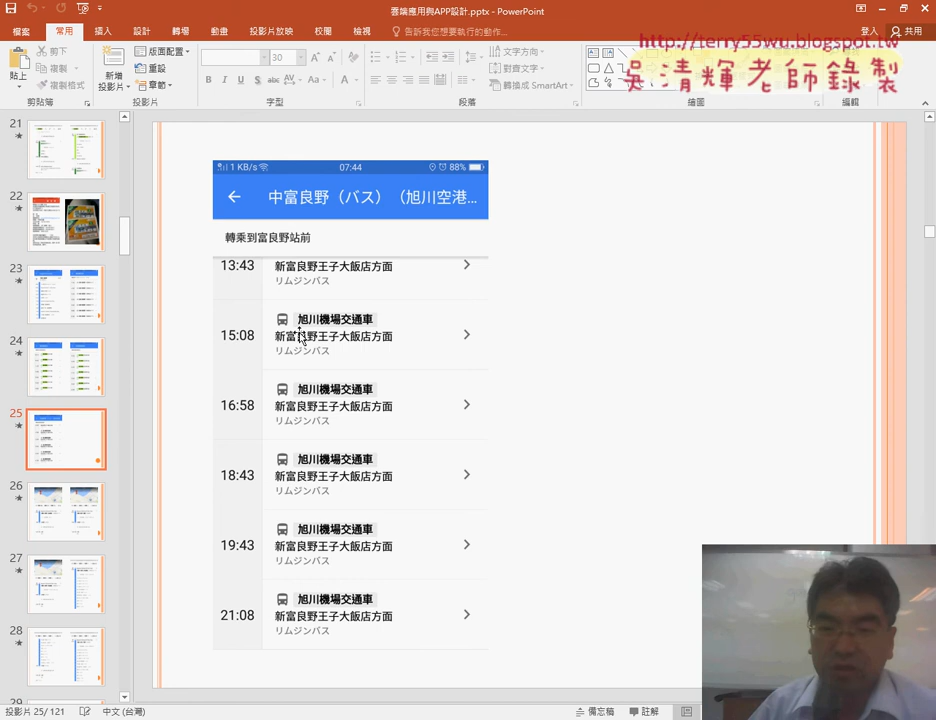 雲端應用與APP設計.pptx - PowerPoint
檔案 常用 插入 設計 轉場 動畫 投影片放映 校閱 檢視 告訴我您想要執行的動作... 登入 共用
http://terry55wu.blogspot.tw
吳清輝老師錄製
貼上
剪下
複製
複製格式
剪貼簿
新增
投影片
版面配置
重設
章節
投影片
30
B I U S abc AV Aa A
字型
文字方向
對齊文字
轉換成 SmartArt
段落
繪圖
編輯
21
22
23
24
25
26
27
28
29
1 KB/s 07:44 88%
中富良野（バス）（旭川空港...
轉乘到富良野站前
13:43 新富良野王子大飯店方面
リムジンバス
旭川機場交通車
15:08 新富良野王子大飯店方面
リムジンバス
旭川機場交通車
16:58 新富良野王子大飯店方面
リムジンバス
旭川機場交通車
18:43 新富良野王子大飯店方面
リムジンバス
旭川機場交通車
19:43 新富良野王子大飯店方面
リムジンバス
旭川機場交通車
21:08 新富良野王子大飯店方面
リムジンバス
投影片 25/ 121 中文 (台灣) 備忘稿 註解